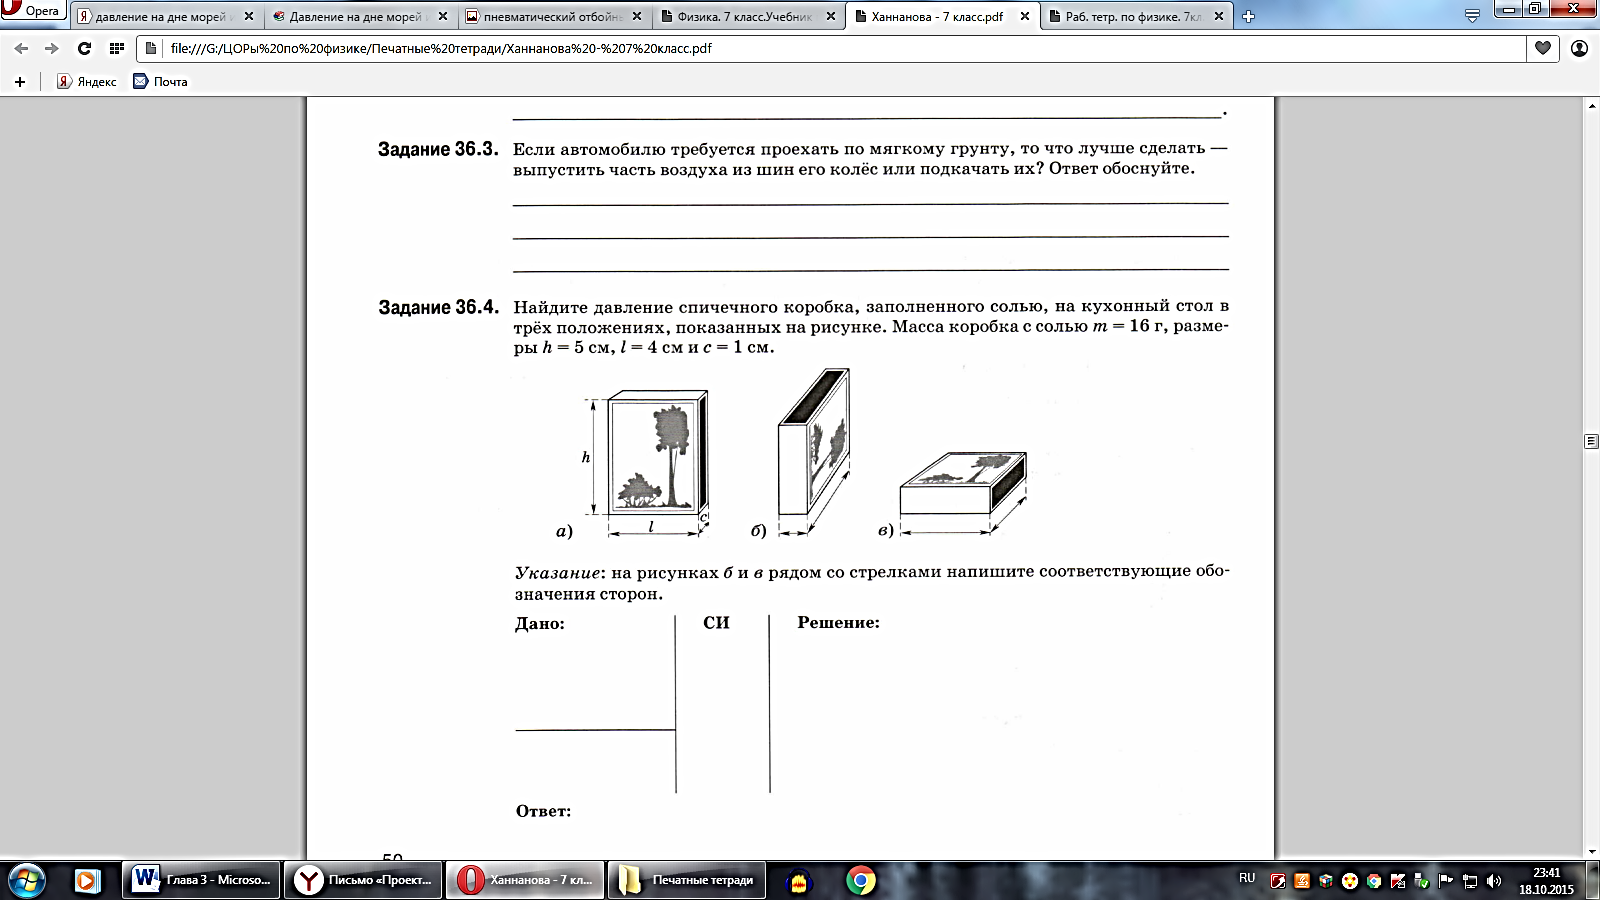 Opera
давление на дне морей и
Давление на дне морей и
пневматический отбойнь
Физика. 7 класс.Учебник
Ханнанова - 7 класс.pdf
Раб. тетр. по физике. 7кл
file:///G:/ЦОРы%20по%20физике/Печатные%20тетради/Ханнанова%20-%207%20класс.pdf
Яндекс
Почта
Задание 36.3. Если автомобилю требуется проехать по мягкому грунту, то что лучше сделать —
выпустить часть воздуха из шин его колёс или подкачать их? Ответ обоснуйте.
Задание 36.4. Найдите давление спичечного коробка, заполненного солью, на кухонный стол в
трёх положениях, показанных на рисунке. Масса коробка с солью m = 16 г, разме-
ры h = 5 см, l = 4 см и c = 1 см.
h
l
c
а)
б)
в)
Указание: на рисунках б и в рядом со стрелками напишите соответствующие обо-
значения сторон.
Дано:
СИ
Решение:
Ответ:
50
Глава 3 - Microso...
Письмо «Проект...
Ханнанова - 7 кл...
Печатные тетради
RU
23:41
18.10.2015